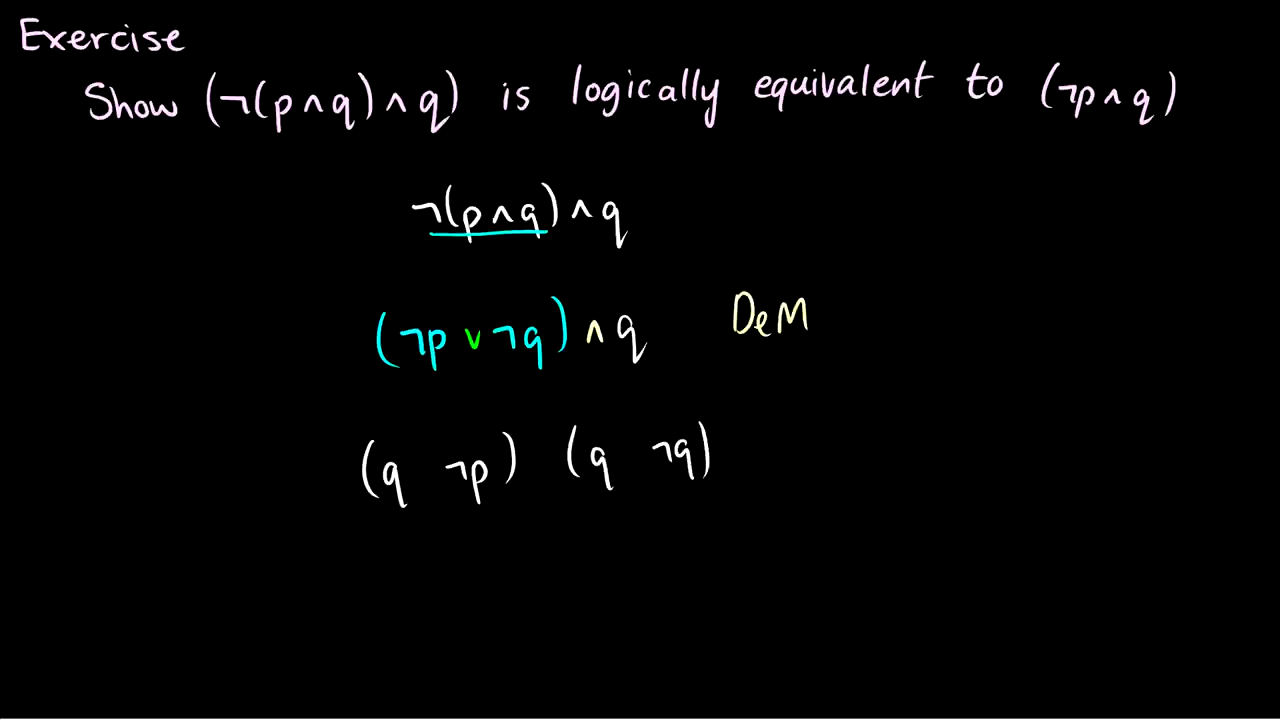 Exercise
Show (¬(p∧q)∧q) is logically equivalent to (¬p∧q)
¬(p∧q)∧q
(¬p∨¬q)∧q DeM
(q ¬p) (q ¬q)